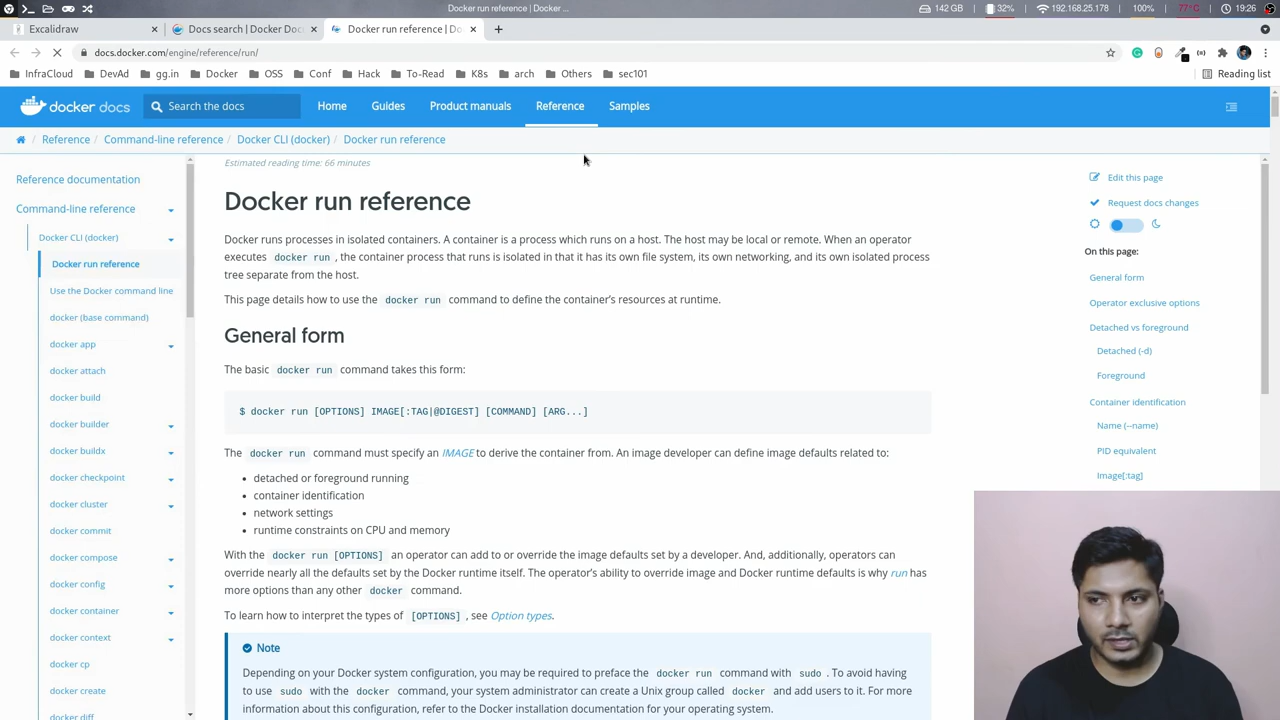 Docker run reference | Docker ...
142 GB
32%
192.168.25.178
100%
77°C
19:26
Excalidraw
Docs search | Docker Doc
Docker run reference | Do
docs.docker.com/engine/reference/run/
InfraCloud
DevAd
gg.in
Docker
OSS
Conf
Hack
To-Read
K8s
arch
Others
sec101
Reading list
docker docs
Search the docs
Home
Guides
Product manuals
Reference
Samples
/ Reference / Command-line reference / Docker CLI (docker) / Docker run reference
Reference documentation
Command-line reference
Docker CLI (docker)
Docker run reference
Use the Docker command line
docker (base command)
docker app
docker attach
docker build
docker builder
docker buildx
docker checkpoint
docker cluster
docker commit
docker compose
docker config
docker container
docker context
docker cp
docker create
docker diff
Estimated reading time: 66 minutes
Docker run reference
Docker runs processes in isolated containers. A container is a process which runs on a host. The host may be local or remote. When an operator
executes docker run , the container process that runs is isolated in that it has its own file system, its own networking, and its own isolated process
tree separate from the host.
This page details how to use the docker run command to define the container's resources at runtime.
General form
The basic docker run command takes this form:
$ docker run [OPTIONS] IMAGE[:TAG|@DIGEST] [COMMAND] [ARG...]
The docker run command must specify an IMAGE to derive the container from. An image developer can define image defaults related to:
• detached or foreground running
• container identification
• network settings
• runtime constraints on CPU and memory
With the docker run [OPTIONS] an operator can add to or override the image defaults set by a developer. And, additionally, operators can
override nearly all the defaults set by the Docker runtime itself. The operator's ability to override image and Docker runtime defaults is why run has
more options than any other docker command.
To learn how to interpret the types of [OPTIONS] , see Option types.
Note
Depending on your Docker system configuration, you may be required to preface the docker run command with sudo . To avoid having
to use sudo with the docker command, your system administrator can create a Unix group called docker and add users to it. For more
information about this configuration, refer to the Docker installation documentation for your operating system.
Edit this page
Request docs changes
On this page:
General form
Operator exclusive options
Detached vs foreground
Detached (-d)
Foreground
Container identification
Name (--name)
PID equivalent
Image[:tag]